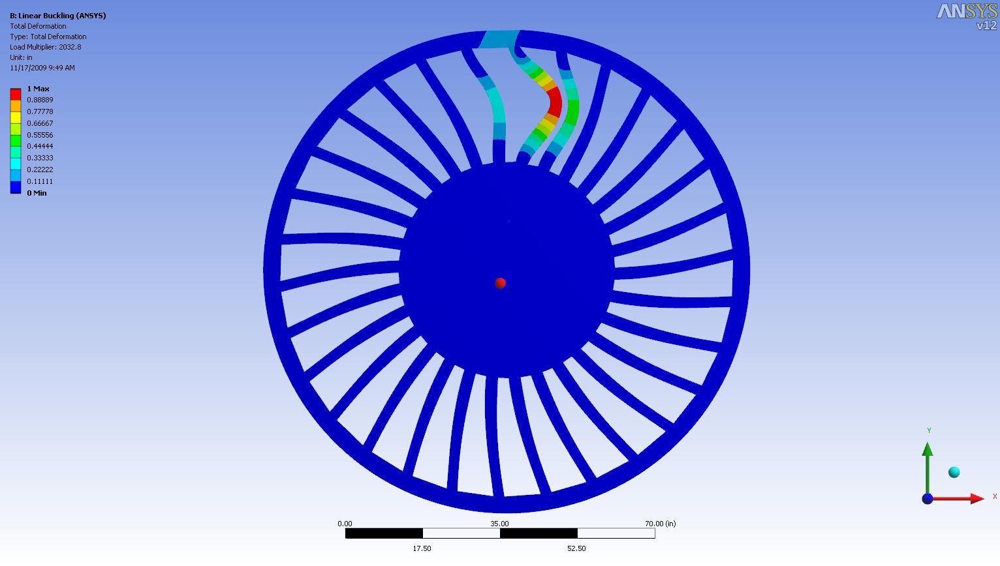 B: Linear Buckling (ANSYS)
Total Deformation
Type: Total Deformation
Load Multiplier: 2032.8
Unit: in
11/17/2009 9:49 AM
1 Max
0.88889
0.77778
0.66667
0.55556
0.44444
0.33333
0.22222
0.11111
0 Min
ANSYS
v12
Y
X
0.00 35.00 70.00 (in)
17.50 52.50